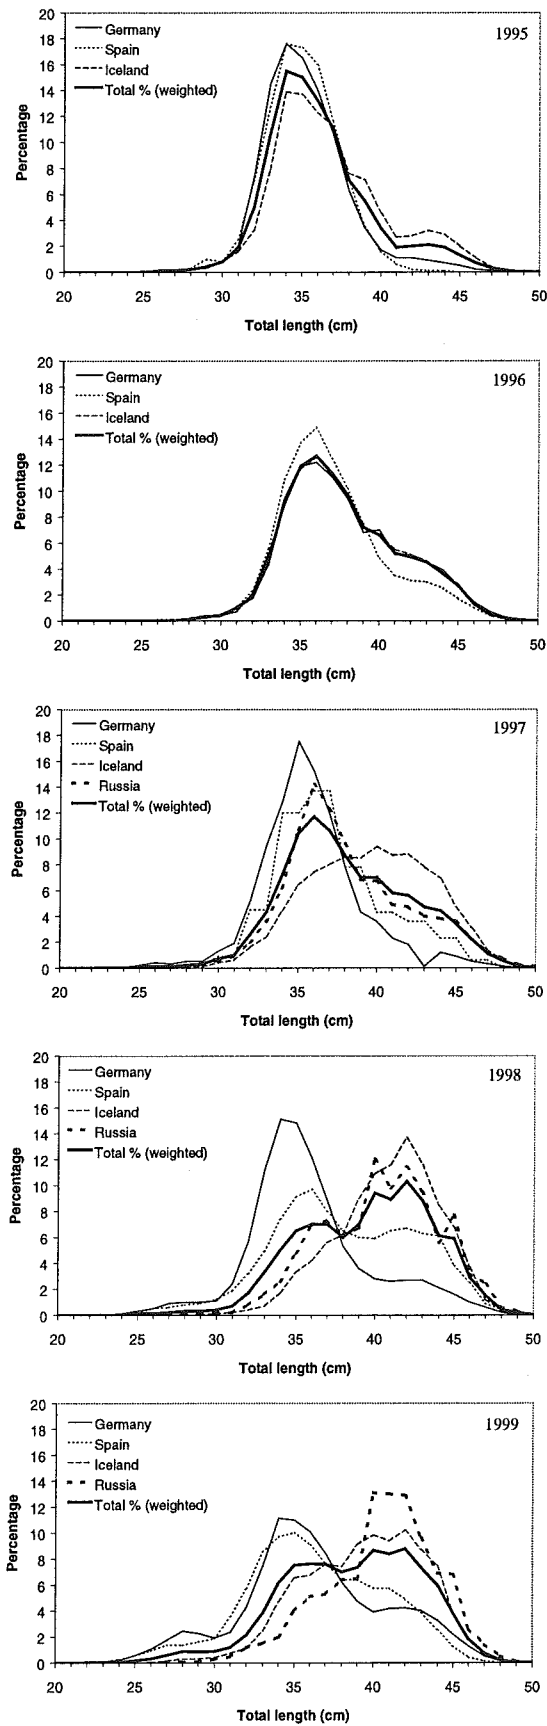 1995
Germany
Spain
Iceland
Total % (weighted)
Percentage
20
18
16
14
12
10
8
6
4
2
0
20 25 30 35 40 45 50
Total length (cm)
1996
Germany
Spain
Iceland
Total % (weighted)
Percentage
20
18
16
14
12
10
8
6
4
2
0
20 25 30 35 40 45 50
Total length (cm)
1997
Germany
Spain
Iceland
Russia
Total % (weighted)
Percentage
20
18
16
14
12
10
8
6
4
2
0
20 25 30 35 40 45 50
Total length (cm)
1998
Germany
Spain
Iceland
Russia
Total % (weighted)
Percentage
20
18
16
14
12
10
8
6
4
2
0
20 25 30 35 40 45 50
Total length (cm)
1999
Germany
Spain
Iceland
Russia
Total % (weighted)
Percentage
20
18
16
14
12
10
8
6
4
2
0
20 25 30 35 40 45 50
Total length (cm)